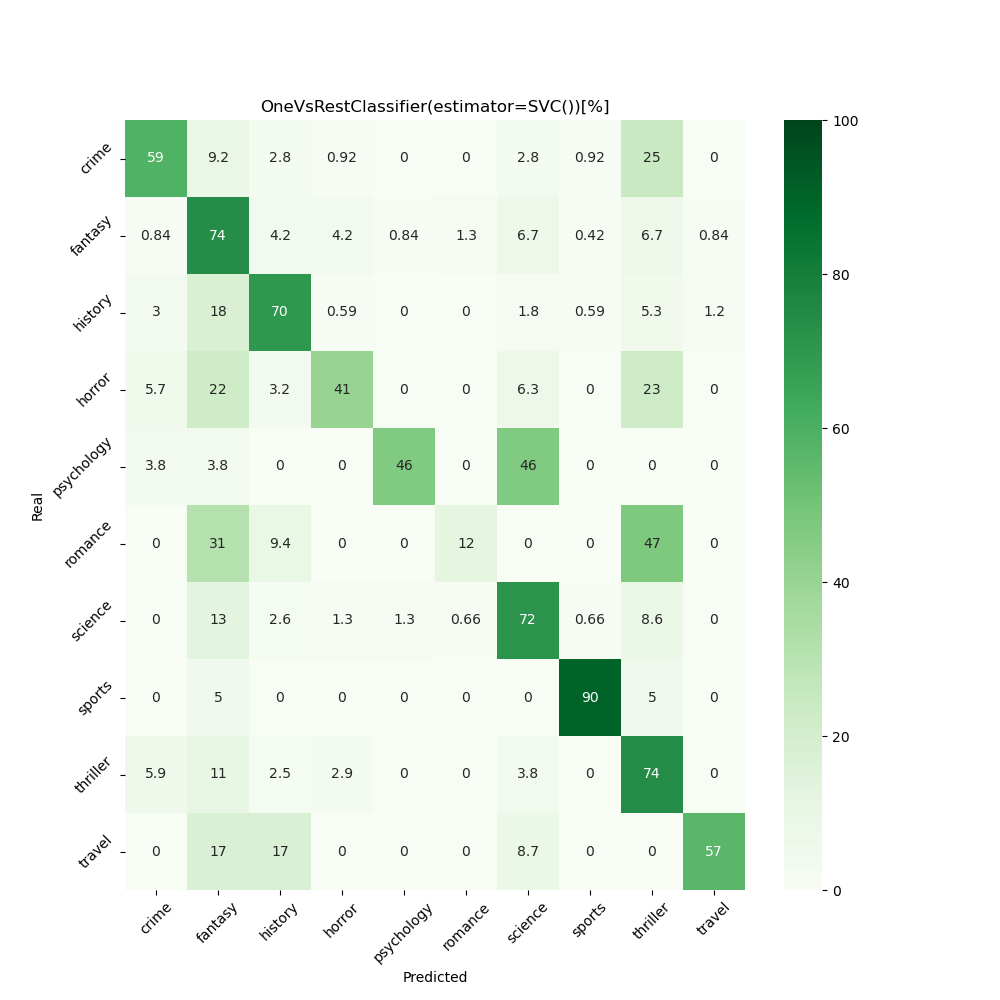 OneVsRestClassifier(estimator=SVC())[%]
crime 59 9.2 2.8 0.92 0 0 2.8 0.92 25 0
fantasy 0.84 74 4.2 4.2 0.84 1.3 6.7 0.42 6.7 0.84
history 3 18 70 0.59 0 0 1.8 0.59 5.3 1.2
horror 5.7 22 3.2 41 0 0 6.3 0 23 0
psychology 3.8 3.8 0 0 46 0 46 0 0 0
romance 0 31 9.4 0 0 12 0 0 47 0
science 0 13 2.6 1.3 1.3 0.66 72 0.66 8.6 0
sports 0 5 0 0 0 0 0 90 5 0
thriller 5.9 11 2.5 2.9 0 0 3.8 0 74 0
travel 0 17 17 0 0 0 8.7 0 0 57
crime fantasy history horror psychology romance science sports thriller travel
Predicted
Real
100
80
60
40
20
0